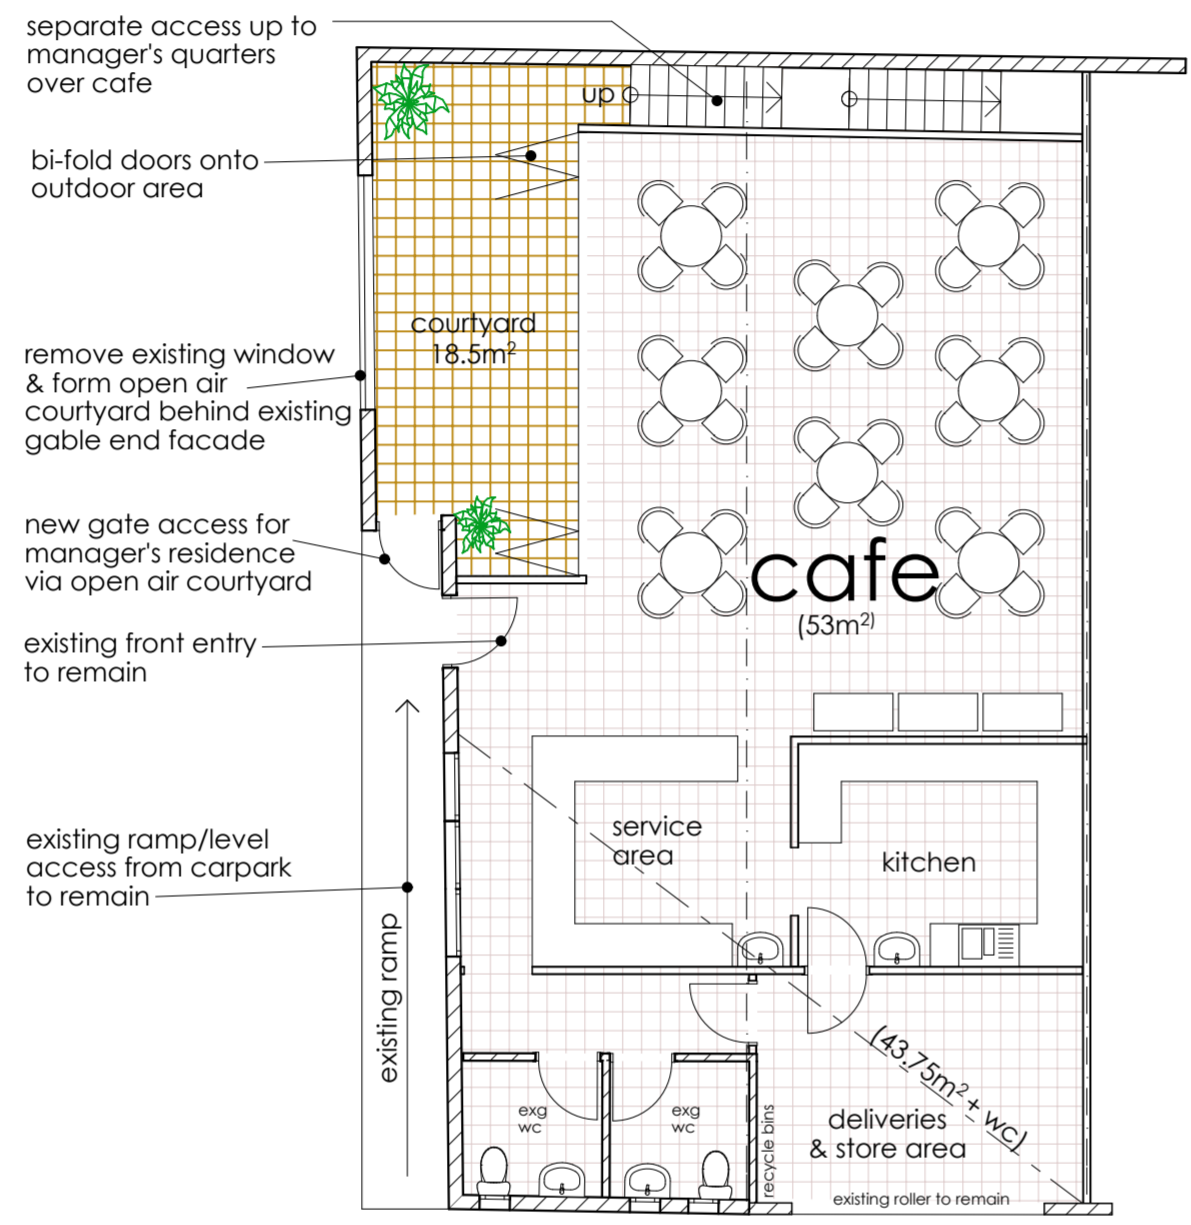 separate access up to
manager's quarters
over cafe
up
bi-fold doors onto
outdoor area
courtyard
18.5m²
remove existing window
& form open air
courtyard behind existing
gable end facade
new gate access for
manager's residence
via open air courtyard
cafe
(53m²)
existing front entry
to remain
service
area
kitchen
existing ramp/level
access from carpark
to remain
existing ramp
(43.75m² + wc)
exg
wc
exg
wc
recycle bins
deliveries
& store area
existing roller to remain